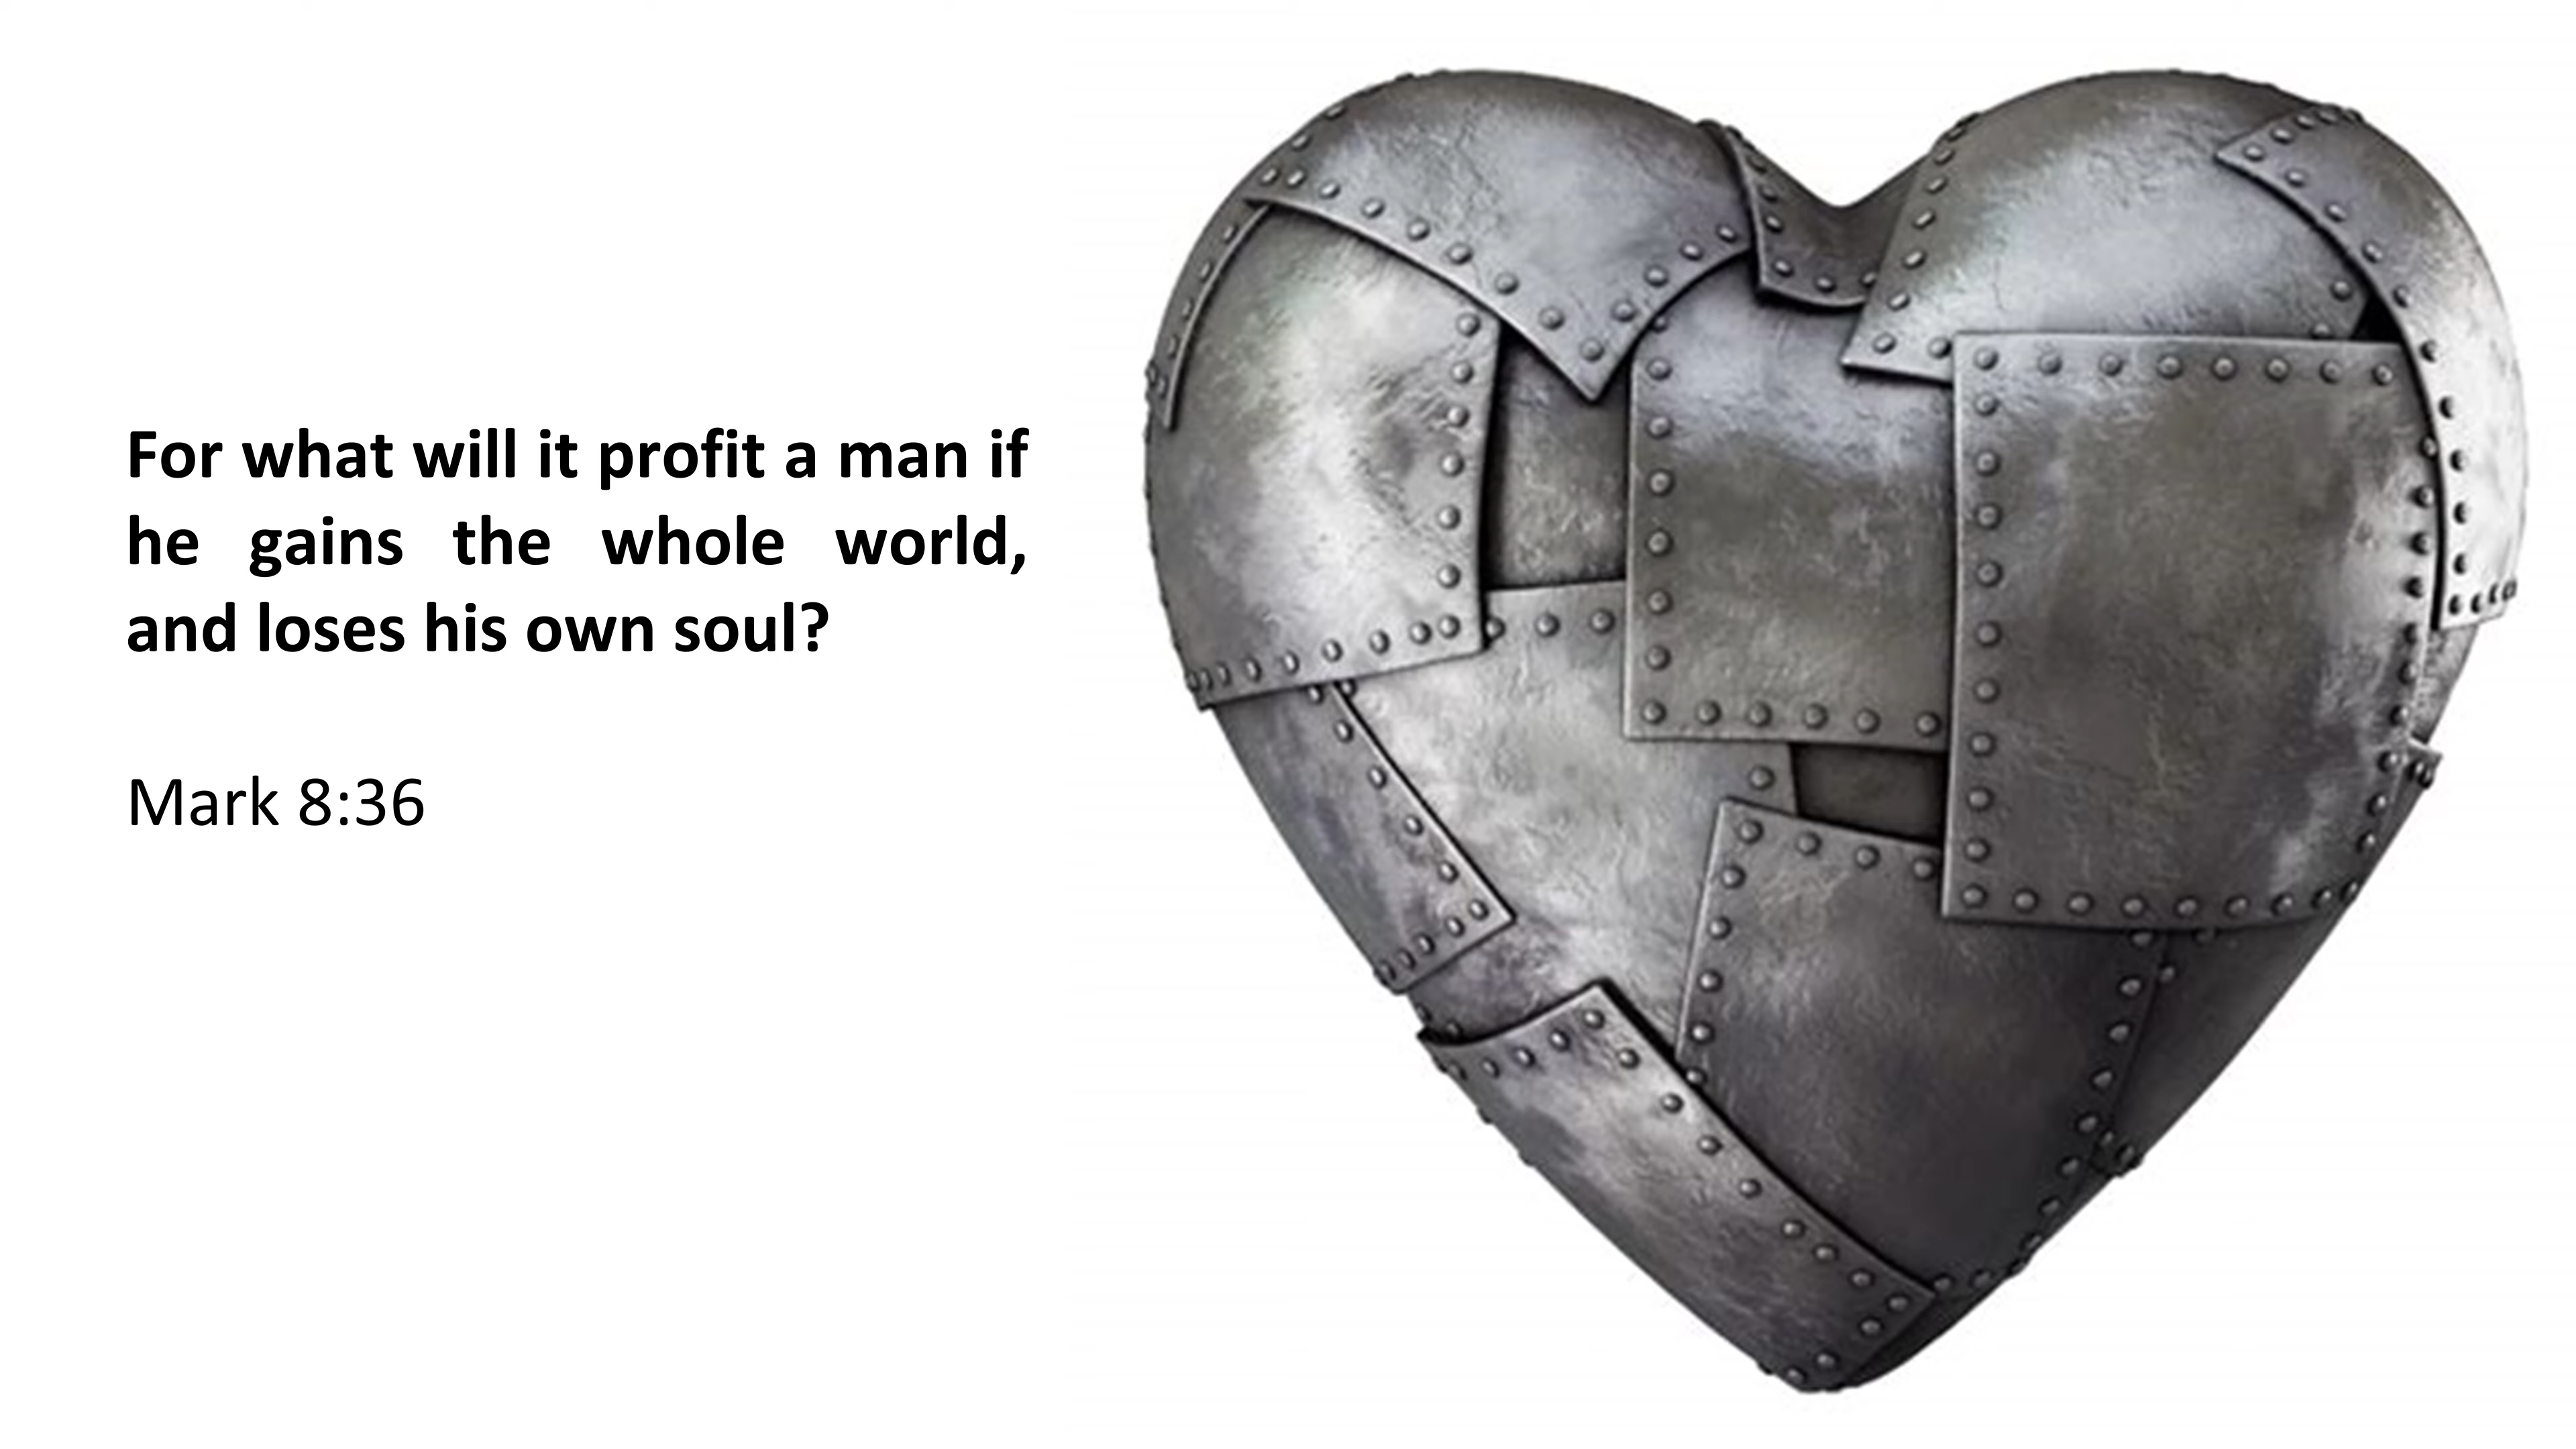 For what will it profit a man if
he gains the whole world,
and loses his own soul?
Mark 8:36